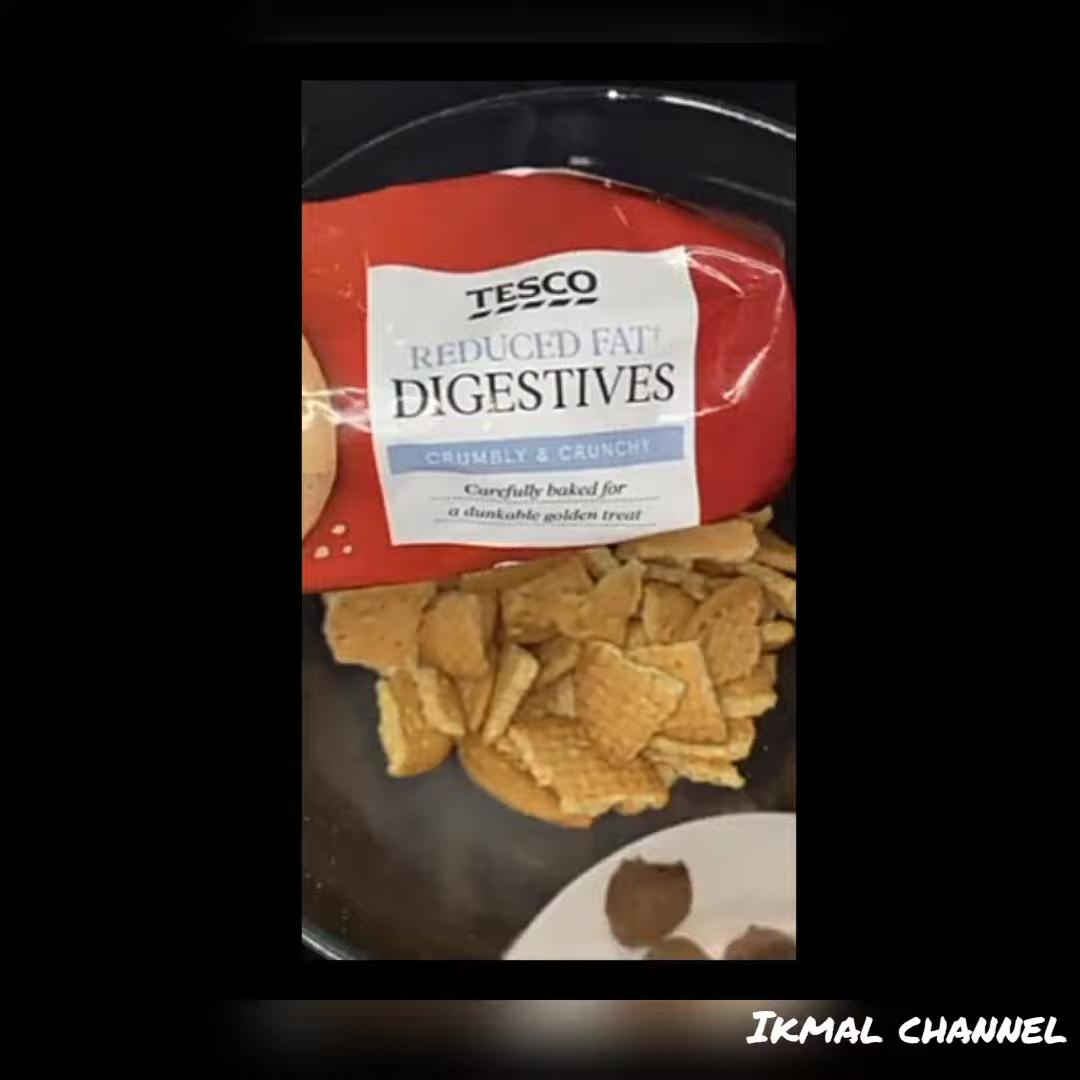 TESCO
REDUCED FAT†
DIGESTIVES
CRUMBLY & CRUNCHY
Carefully baked for
a dunkable golden treat
IKMAL CHANNEL